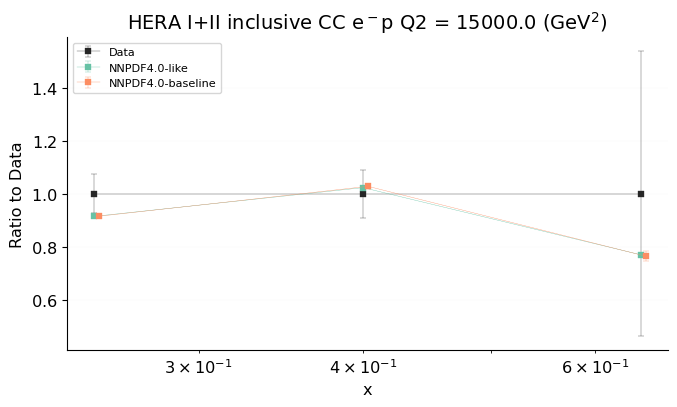 HERA I+II inclusive CC e⁻p Q2 = 15000.0 (GeV²)
Data
NNPDF4.0-like
NNPDF4.0-baseline
Ratio to Data
1.4
1.2
1.0
0.8
0.6
3 × 10⁻¹
4 × 10⁻¹
6 × 10⁻¹
x